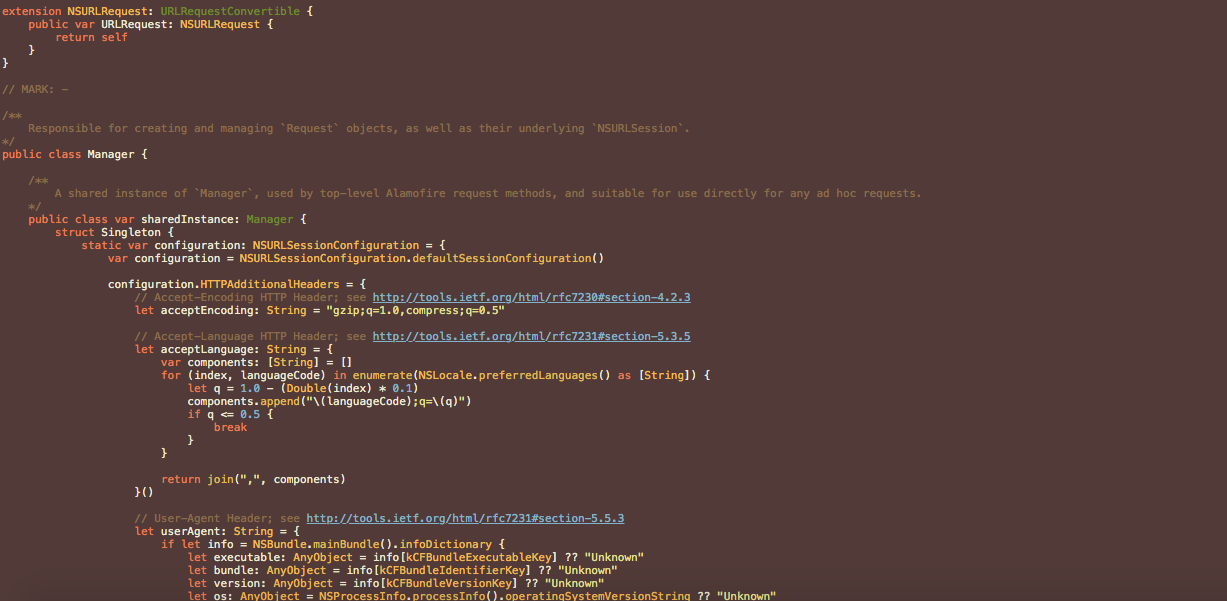 extension NSURLRequest: URLRequestConvertible {
    public var URLRequest: NSURLRequest {
        return self
    }
}

// MARK: -

/**
    Responsible for creating and managing `Request` objects, as well as their underlying `NSURLSession`.
*/
public class Manager {

    /**
        A shared instance of `Manager`, used by top-level Alamofire request methods, and suitable for use directly for any ad hoc requests.
    */
    public class var sharedInstance: Manager {
        struct Singleton {
            static var configuration: NSURLSessionConfiguration = {
                var configuration = NSURLSessionConfiguration.defaultSessionConfiguration()

                configuration.HTTPAdditionalHeaders = {
                    // Accept-Encoding HTTP Header; see http://tools.ietf.org/html/rfc7230#section-4.2.3
                    let acceptEncoding: String = "gzip;q=1.0,compress;q=0.5"

                    // Accept-Language HTTP Header; see http://tools.ietf.org/html/rfc7231#section-5.3.5
                    let acceptLanguage: String = {
                        var components: [String] = []
                        for (index, languageCode) in enumerate(NSLocale.preferredLanguages() as [String]) {
                            let q = 1.0 - (Double(index) * 0.1)
                            components.append("\(languageCode);q=\(q)")
                            if q <= 0.5 {
                                break
                            }
                        }

                        return join(",", components)
                    }()

                    // User-Agent Header; see http://tools.ietf.org/html/rfc7231#section-5.5.3
                    let userAgent: String = {
                        if let info = NSBundle.mainBundle().infoDictionary {
                            let executable: AnyObject = info[kCFBundleExecutableKey] ?? "Unknown"
                            let bundle: AnyObject = info[kCFBundleIdentifierKey] ?? "Unknown"
                            let version: AnyObject = info[kCFBundleVersionKey] ?? "Unknown"
                            let os: AnyObject = NSProcessInfo.processInfo().operatingSystemVersionString ?? "Unknown"